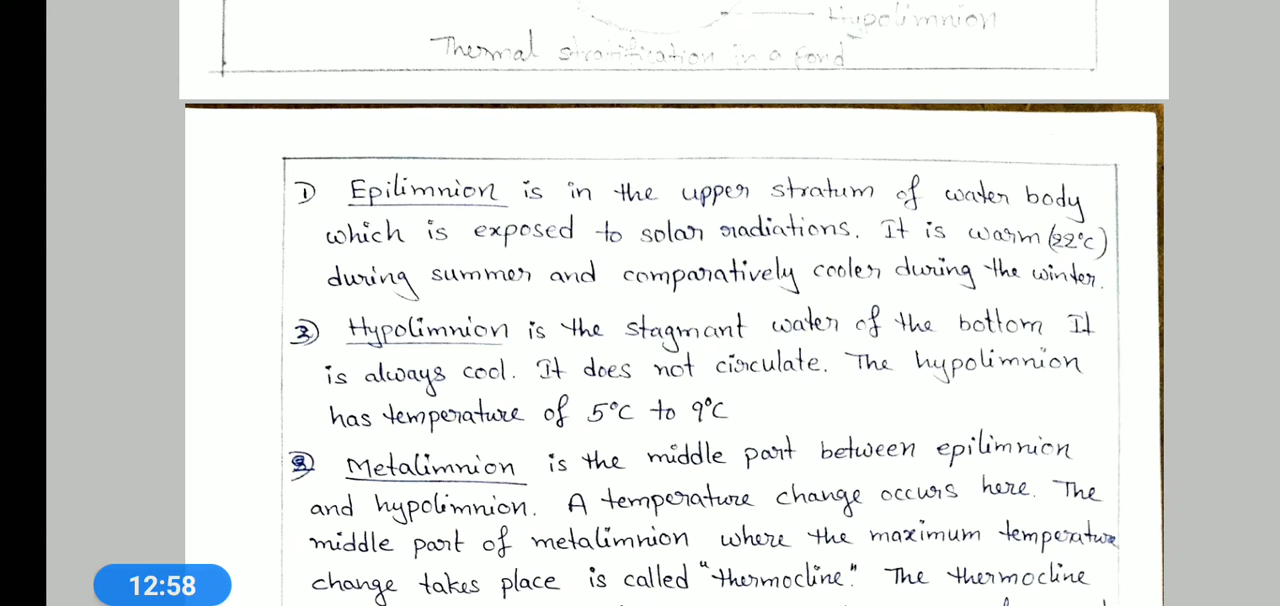 Hypolimnion
Thermal stratification in a Pond
1) Epilimnion is in the upper stratum of water body
which is exposed to solar radiations. It is warm (22°C)
during summer and comparatively cooler during the winter.
3) Hypolimnion is the stagmant water of the bottom It
is always cool. It does not circulate. The hypolimnion
has temperature of 5°C to 9°C
Metalimnion is the middle part between epilimnion
and hypolimnion. A temperature change occurs here. The
middle part of metalimnion where the maximum temperature
change takes place is called "thermocline." The thermocline
12:58